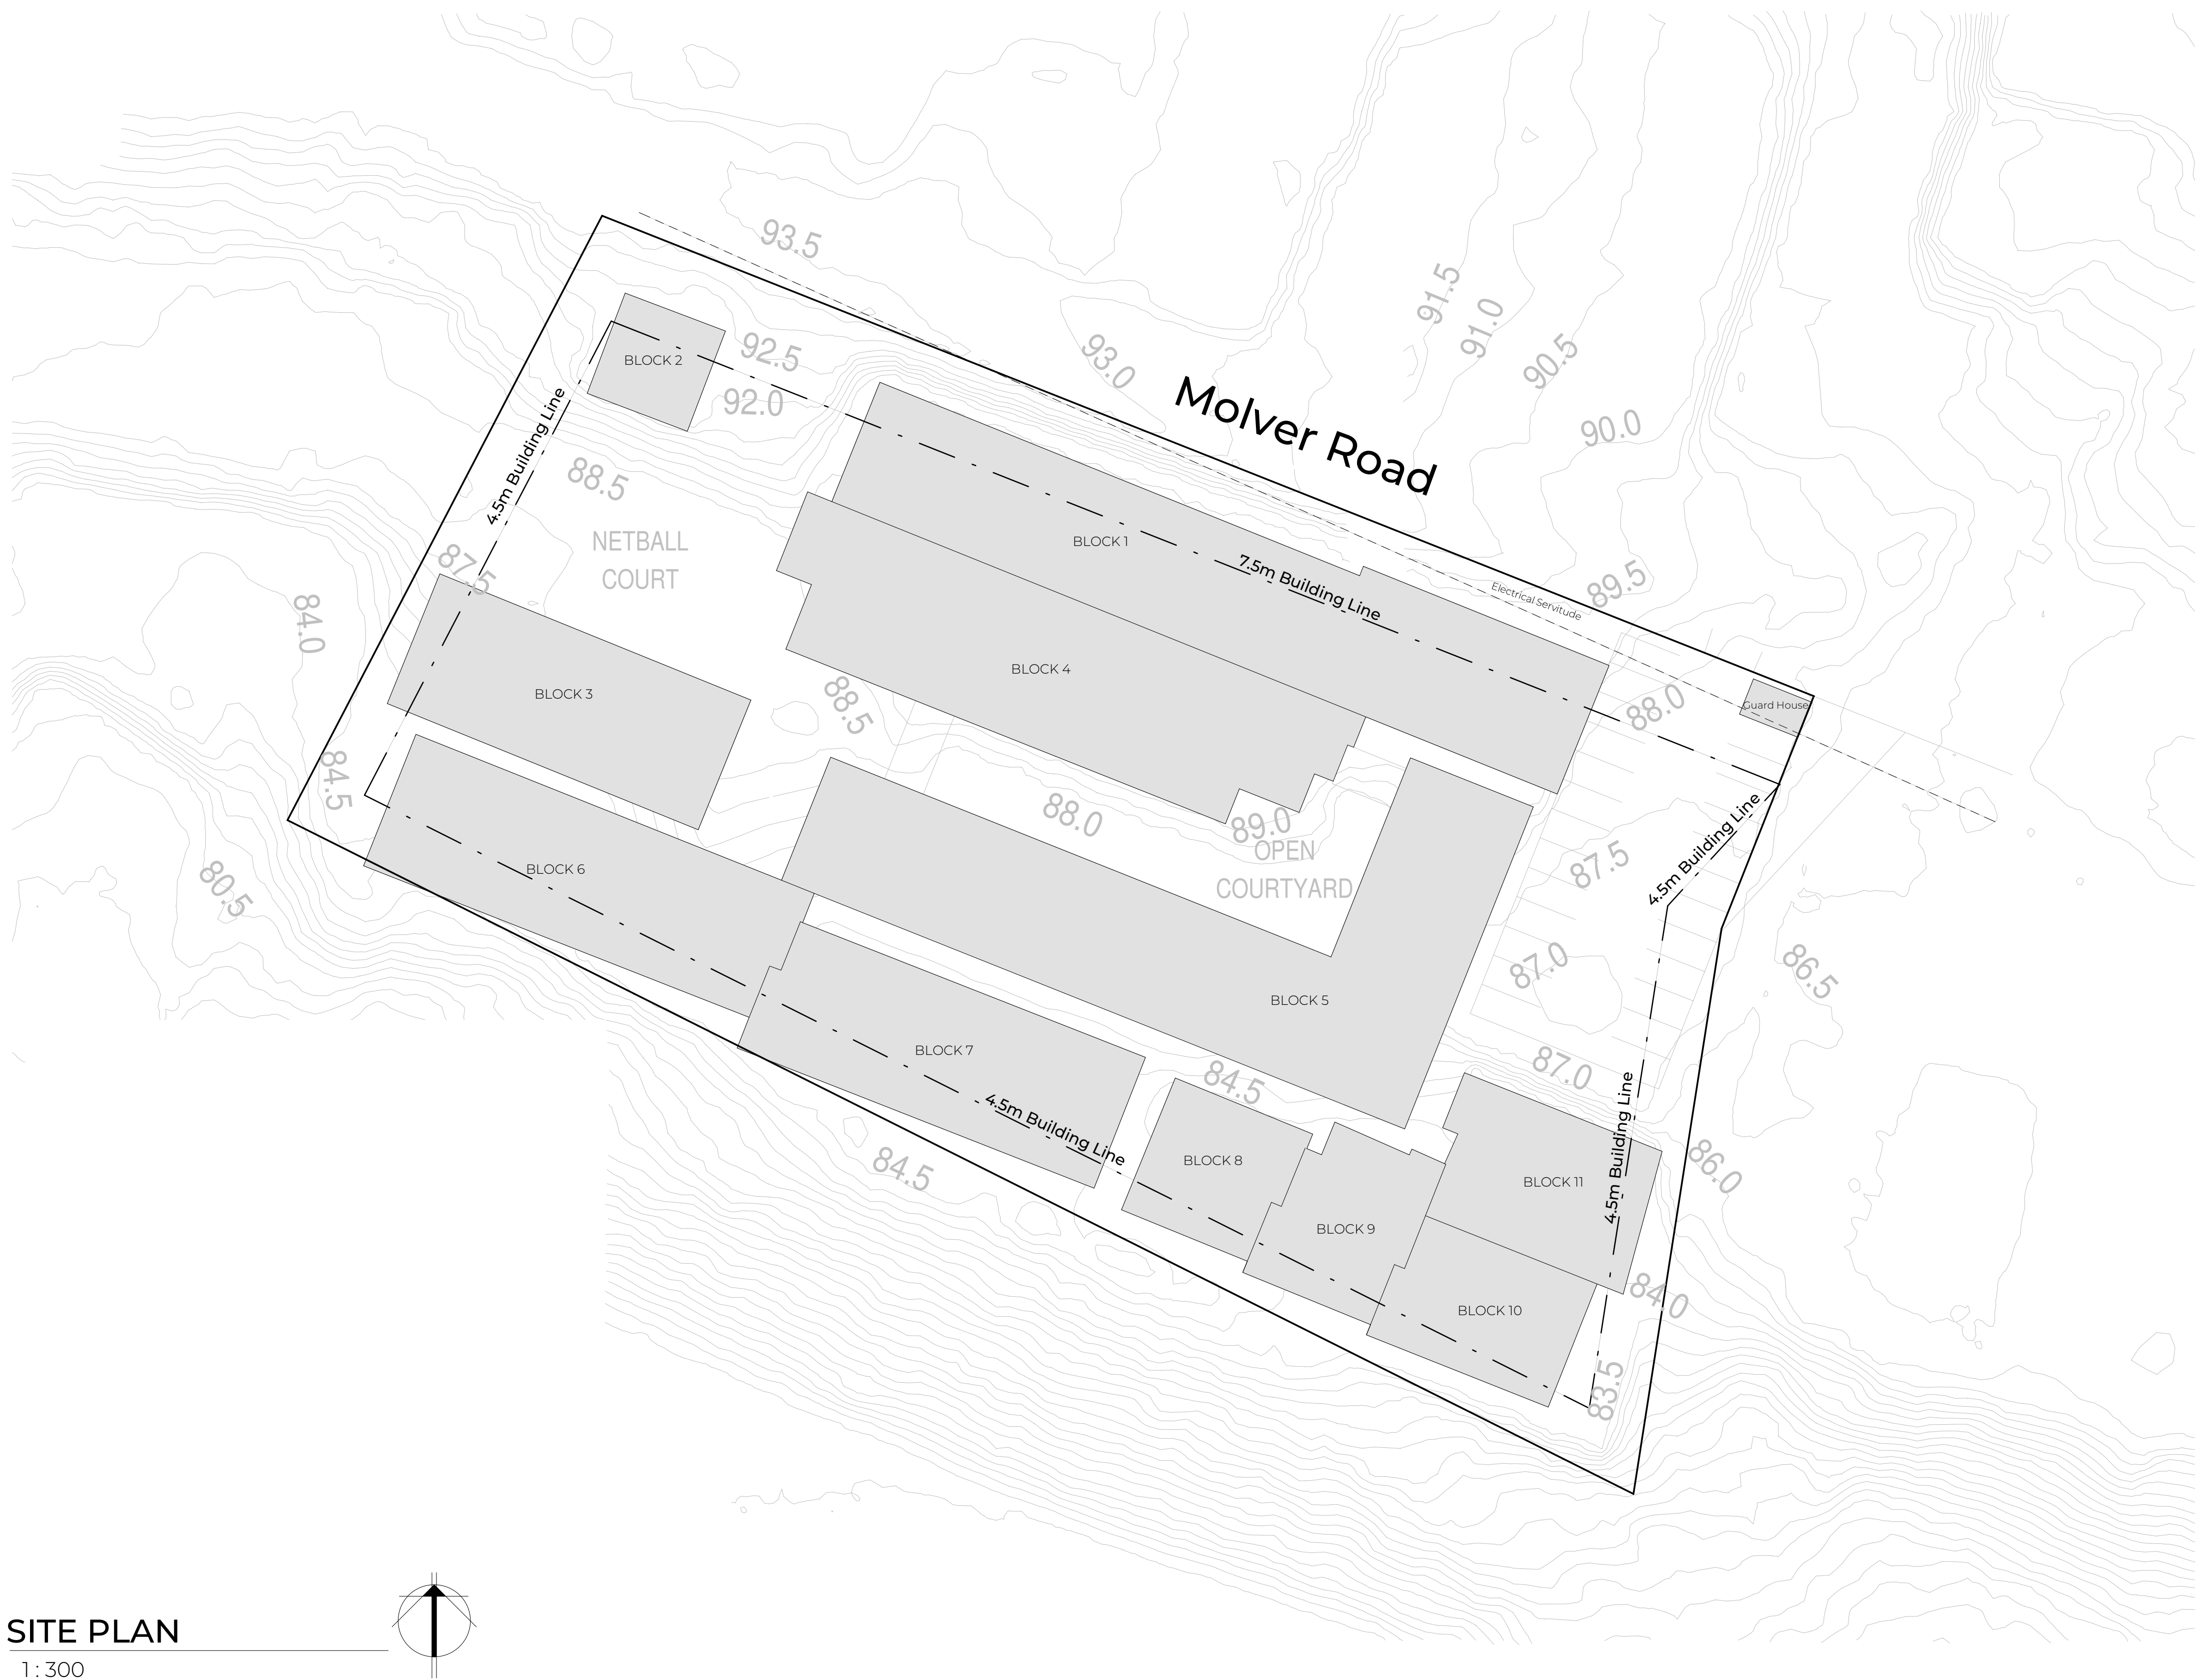 93.5
91.5
91.0
93.0
92.5
90.5
BLOCK 2
92.0
Molver Road
90.0
4.5m Building Line
88.5
NETBALL
COURT
BLOCK 1
87.5
7.5m Building Line
Electrical Servitude
89.5
84.0
BLOCK 4
BLOCK 3
88.5
88.0
Guard House
84.5
88.0
89.0
OPEN
COURTYARD
4.5m Building Line
87.5
BLOCK 6
80.5
87.0
86.5
BLOCK 5
BLOCK 7
87.0
84.5
4.5m Building Line
4.5m Building Line
84.5
BLOCK 8
86.0
BLOCK 11
BLOCK 9
84.0
BLOCK 10
83.5
SITE PLAN
1 : 300